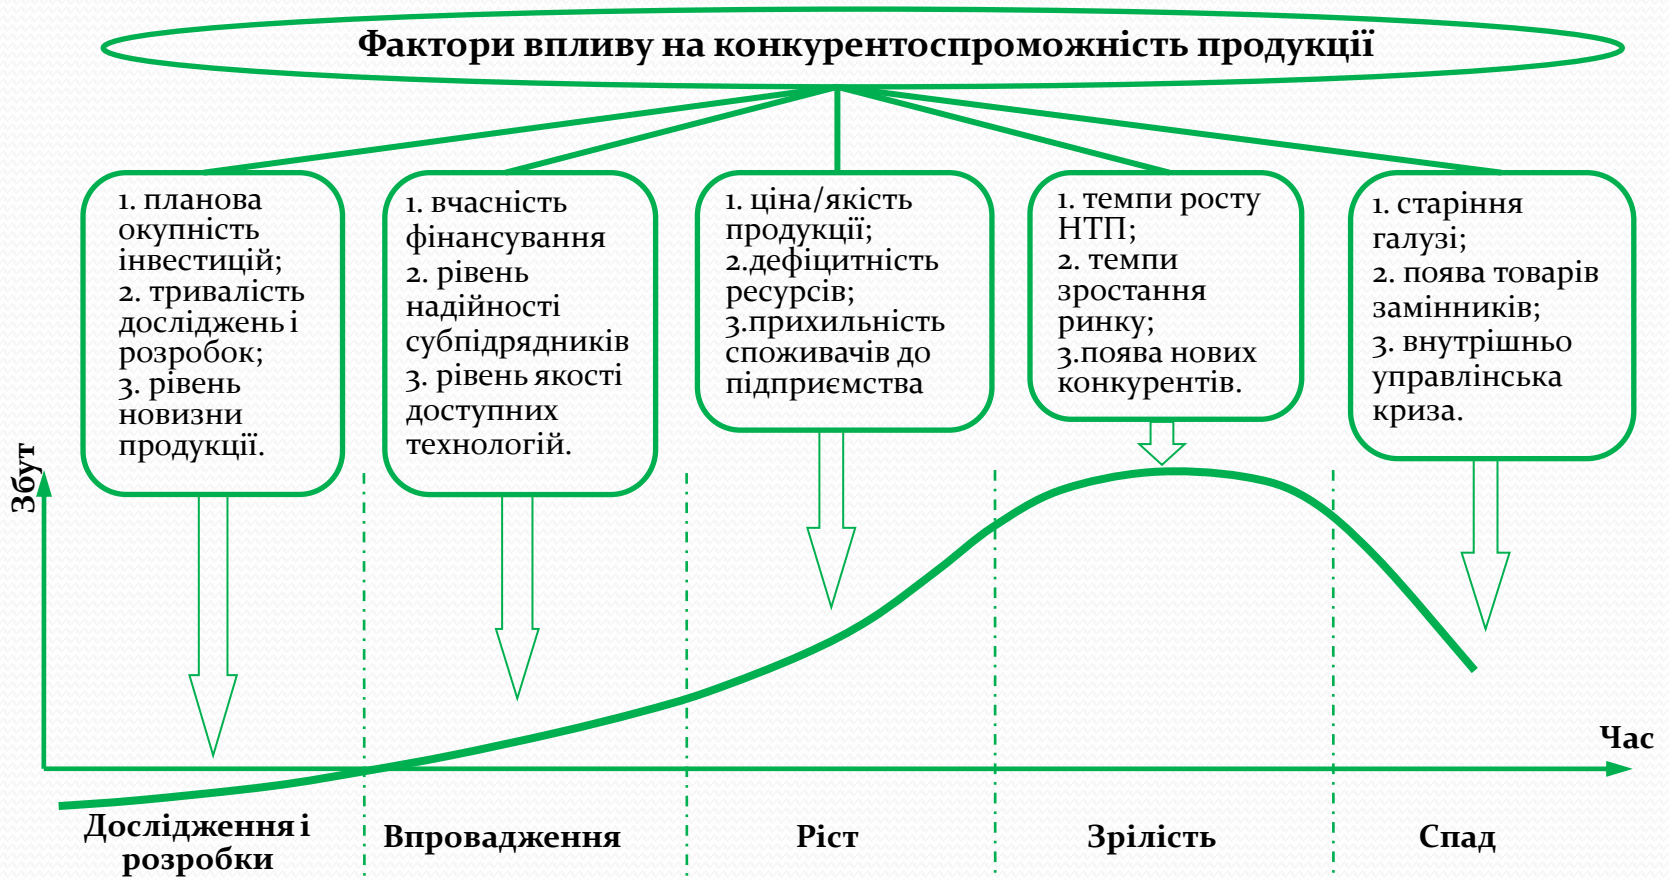 Фактори впливу на конкурентоспроможність продукції
1. планова
окупність
інвестицій;
2. тривалість
досліджень і
розробок;
3. рівень
новизни
продукції.
1. вчасність
фінансування
2. рівень
надійності
субпідрядників
3. рівень якості
доступних
технологій.
1. ціна/якість
продукції;
2.дефіцитність
ресурсів;
3.прихильність
споживачів до
підприємства
1. темпи росту
НТП;
2. темпи
зростання
ринку;
3.поява нових
конкурентів.
1. старіння
галузі;
2. поява товарів
замінників;
3. внутрішньо
управлінська
криза.
Збут
Час
Дослідження і
розробки
Впровадження
Ріст
Зрілість
Спад